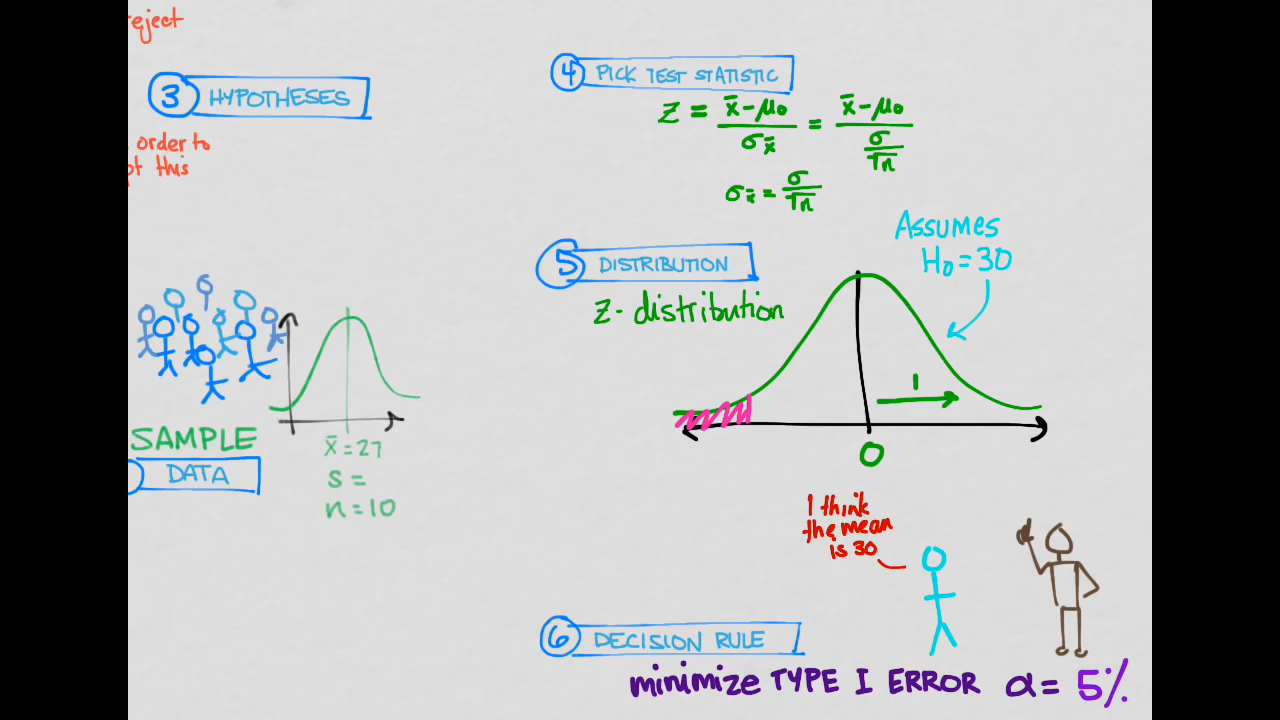 reject
3 HYPOTHESES
order to
this
SAMPLE
DATA
x̄ = 27
s =
n = 10
4 PICK TEST STATISTIC
z = x̄ - μ₀ / σx̄ = x̄ - μ₀ / σ/√n
σx̄ = σ/√n
5 DISTRIBUTION
z-distribution
Assumes
H₀ = 30
1
0
I think
the mean
is 30
6 DECISION RULE
minimize TYPE I ERROR α = 5%